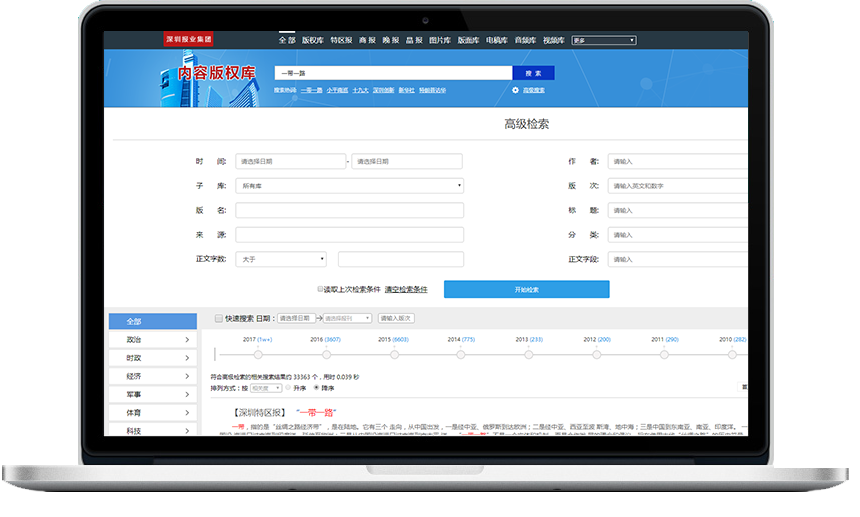 深圳报业集团
全 部 版权库 特区报 商 报 晚 报 晶 报 图片库 版面库 电稿库 音频库 视频库 更多
内容版权库
一带一路 搜 索
搜索热词: 一带一路 小平南巡 十九大 深圳创新 新华社 特朗普访华 高级搜索
高级检索
时 间: 请选择日期 - 请选择日期 作 者: 请输入
子 库: 所有库 版 次: 请输入英文和数字
版 名: 标 题: 请输入
来 源: 分 类: 请输入
正文字数: 大于 正文字段: 请输入
读取上次检索条件 清空检索条件 开始检索
全部 快速搜索 日期: 请选择日期 请选择报刊 请输入版次
政治
2017 (1w+) 2016 (3607) 2015 (6603) 2014 (775) 2013 (233) 2012 (200) 2011 (290) 2010 (282)
时政
经济 符合高级检索的相关搜索结果约 33363 个，用时 0.039 秒
军事 排列方式：按 相关度 升序 降序
体育 【深圳特区报】 “一带一路”
科技 一带，指的是“丝绸之路经济带”，是在陆地。它有三个 走向，从中国出发，一是经中亚、俄罗斯到达欧洲；二是经中亚、西亚至波 斯湾、地中海；三是中国到东南亚、南亚、印度洋。 一